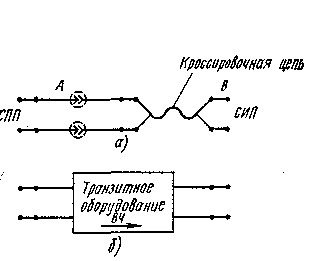 Кроссировочная цепь
А
В
СПП
СИП
а)
Транзитное
оборудование
ВЧ
б)